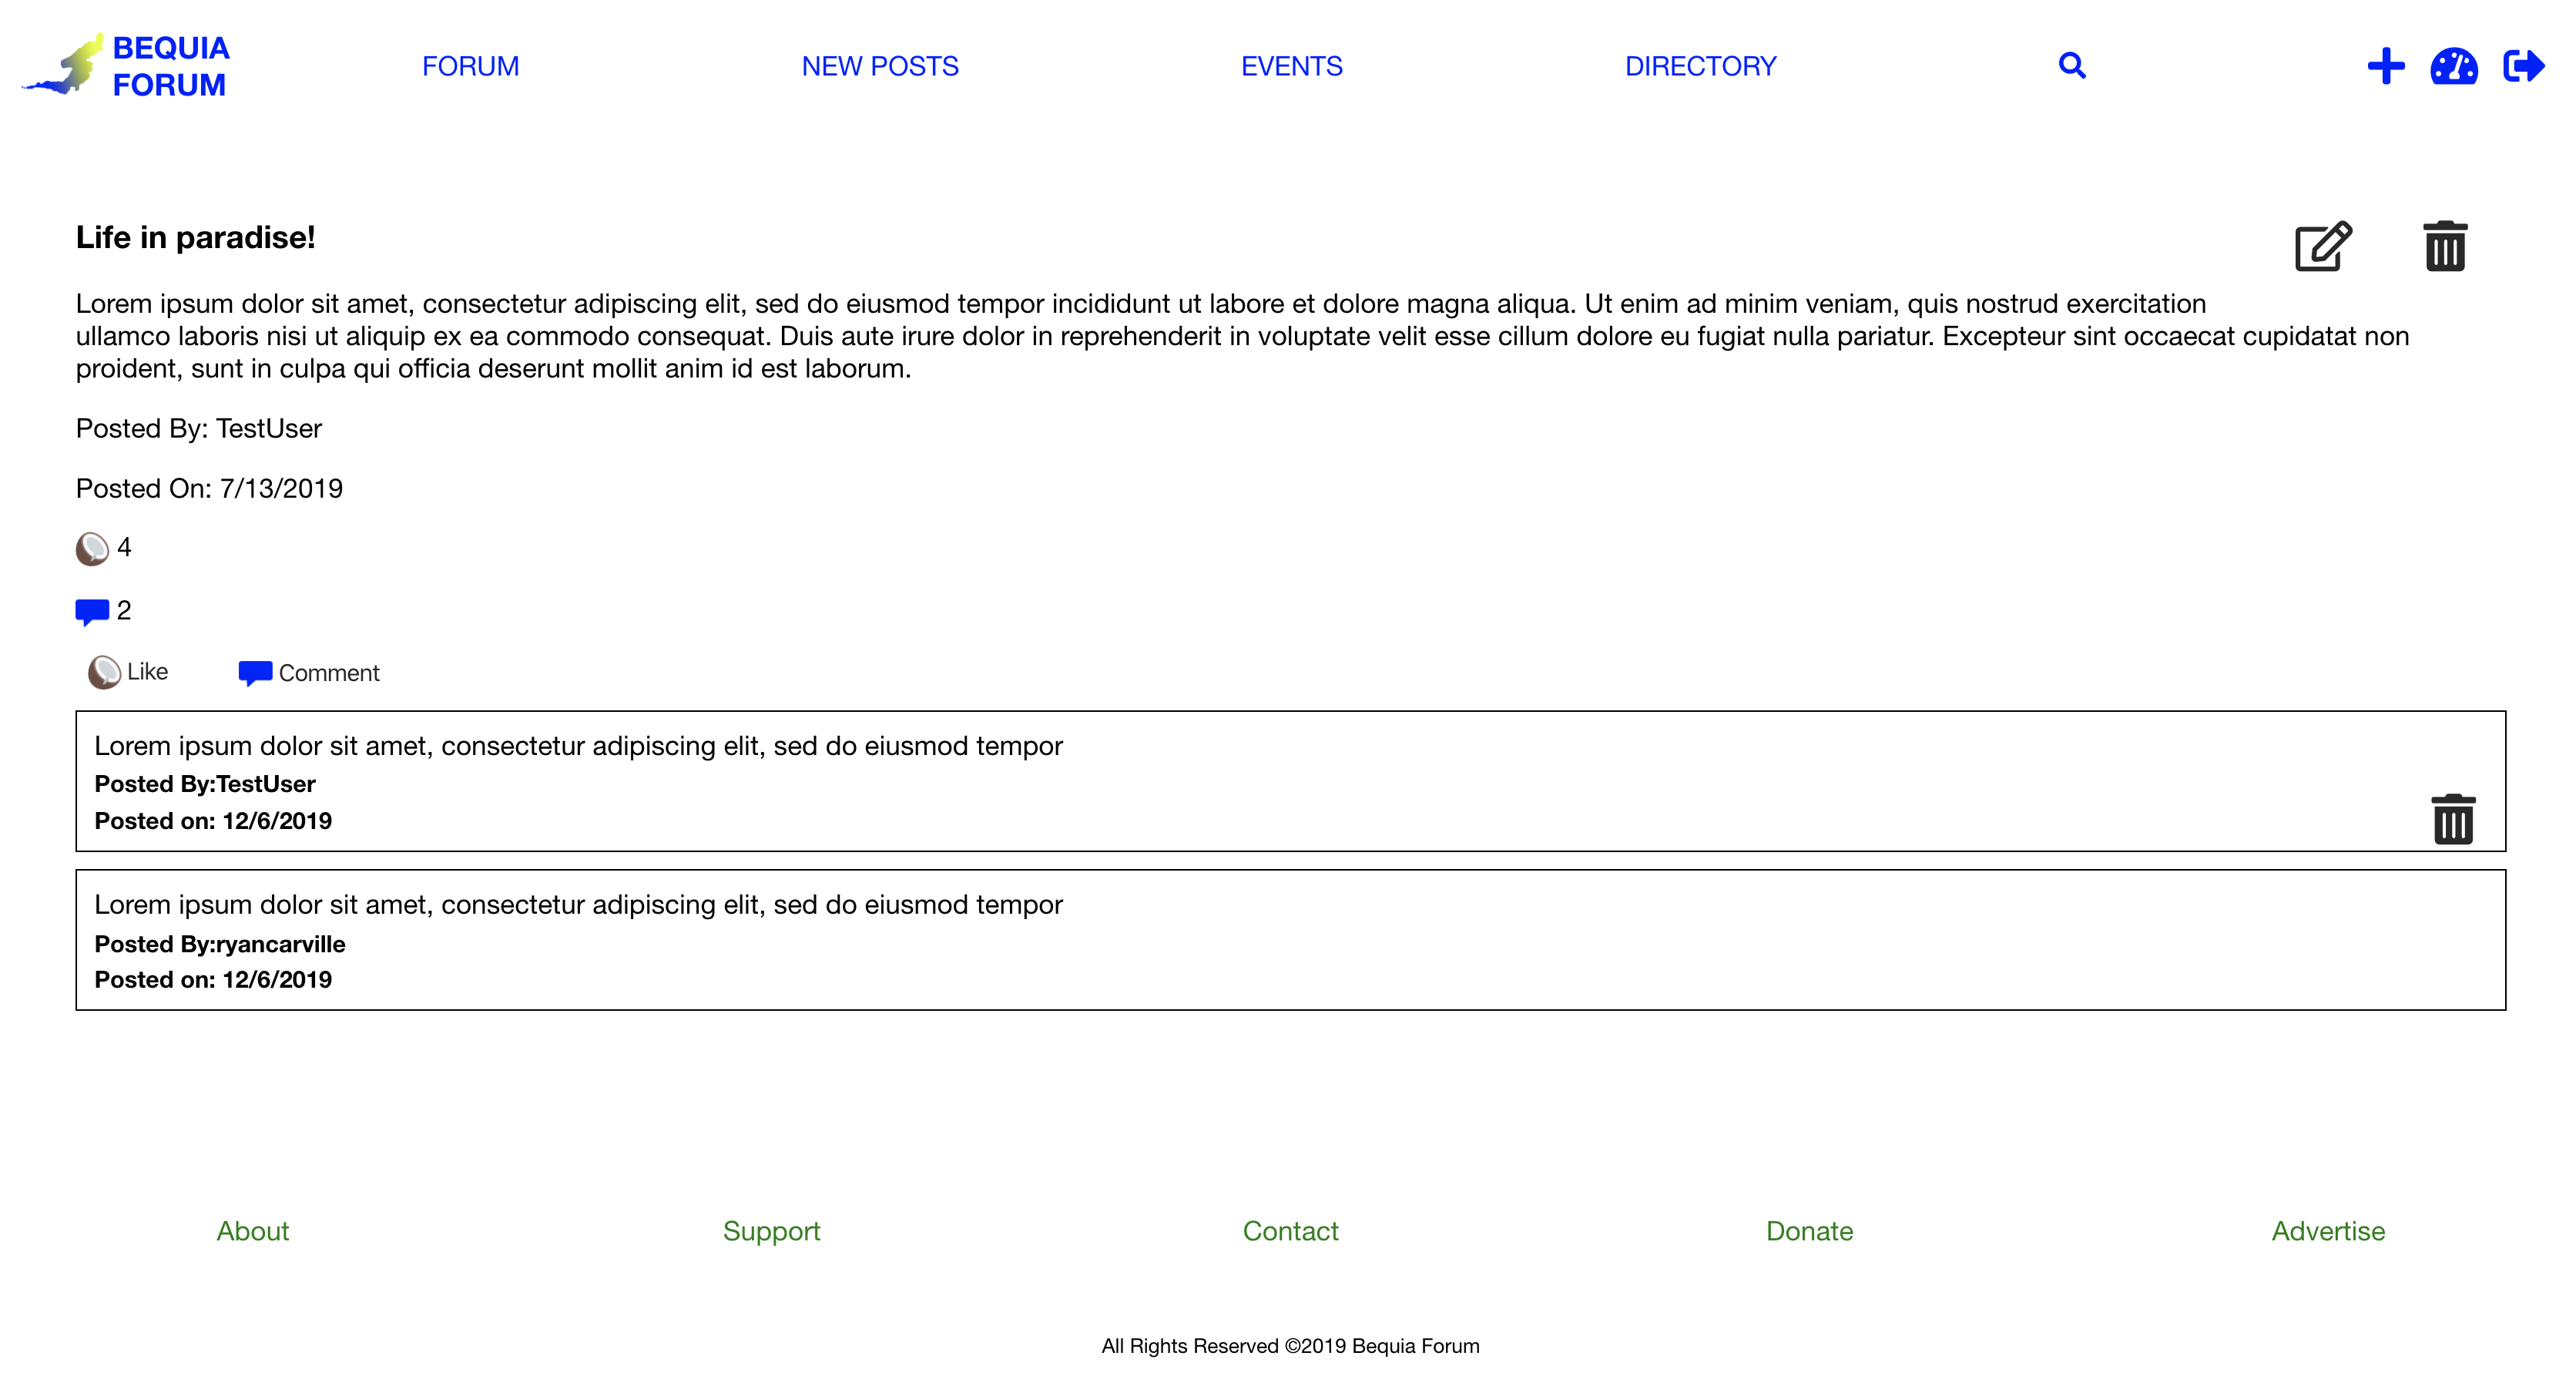 BEQUIA
FORUM
FORUM
NEW POSTS
EVENTS
DIRECTORY
Life in paradise!
Lorem ipsum dolor sit amet, consectetur adipiscing elit, sed do eiusmod tempor incididunt ut labore et dolore magna aliqua. Ut enim ad minim veniam, quis nostrud exercitation
ullamco laboris nisi ut aliquip ex ea commodo consequat. Duis aute irure dolor in reprehenderit in voluptate velit esse cillum dolore eu fugiat nulla pariatur. Excepteur sint occaecat cupidatat non
proident, sunt in culpa qui officia deserunt mollit anim id est laborum.
Posted By: TestUser
Posted On: 7/13/2019
4
2
Like
Comment
Lorem ipsum dolor sit amet, consectetur adipiscing elit, sed do eiusmod tempor
Posted By:TestUser
Posted on: 12/6/2019
Lorem ipsum dolor sit amet, consectetur adipiscing elit, sed do eiusmod tempor
Posted By:ryancarville
Posted on: 12/6/2019
About
Support
Contact
Donate
Advertise
All Rights Reserved ©2019 Bequia Forum